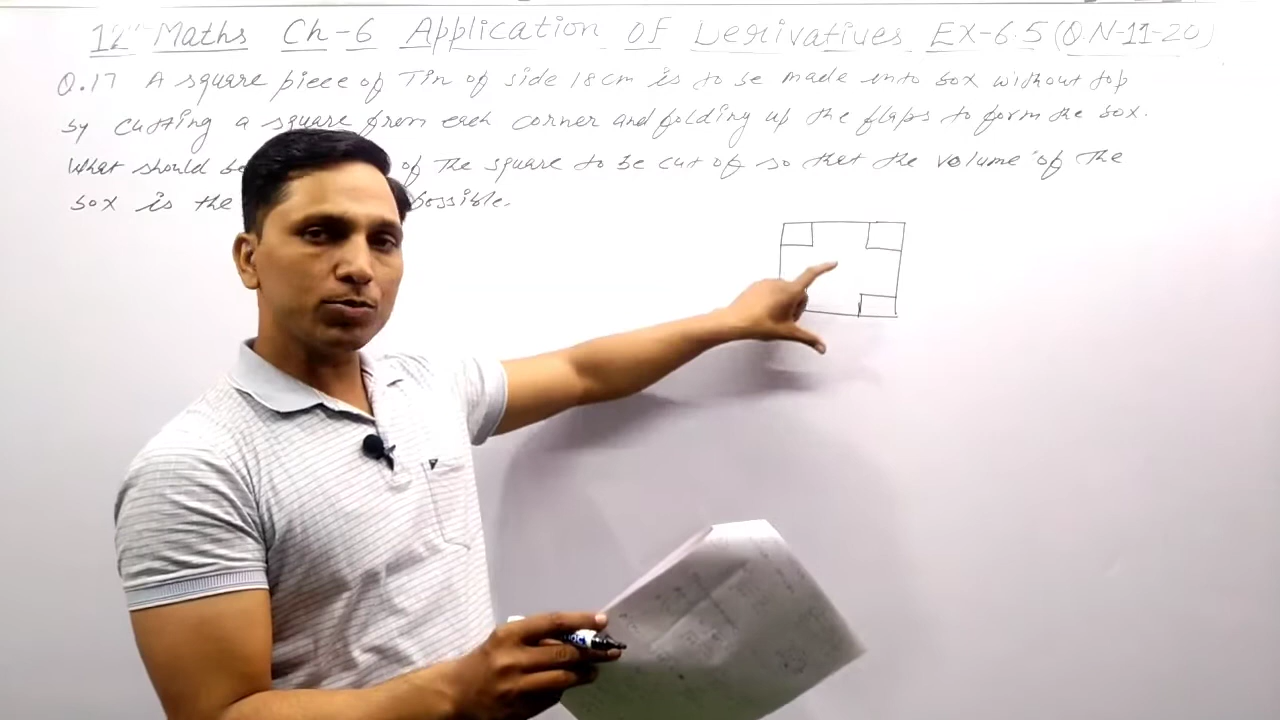 12th Maths Ch-6 Application Of Derivatives EX-6.5 (Q.N-11-20)
Q.17 A square piece of Tin of side 18cm is to be made into box without top
by cutting a square from each corner and folding up the flaps to form the box.
What should be of the square to be cut of so that the volume of the
box is the possible.